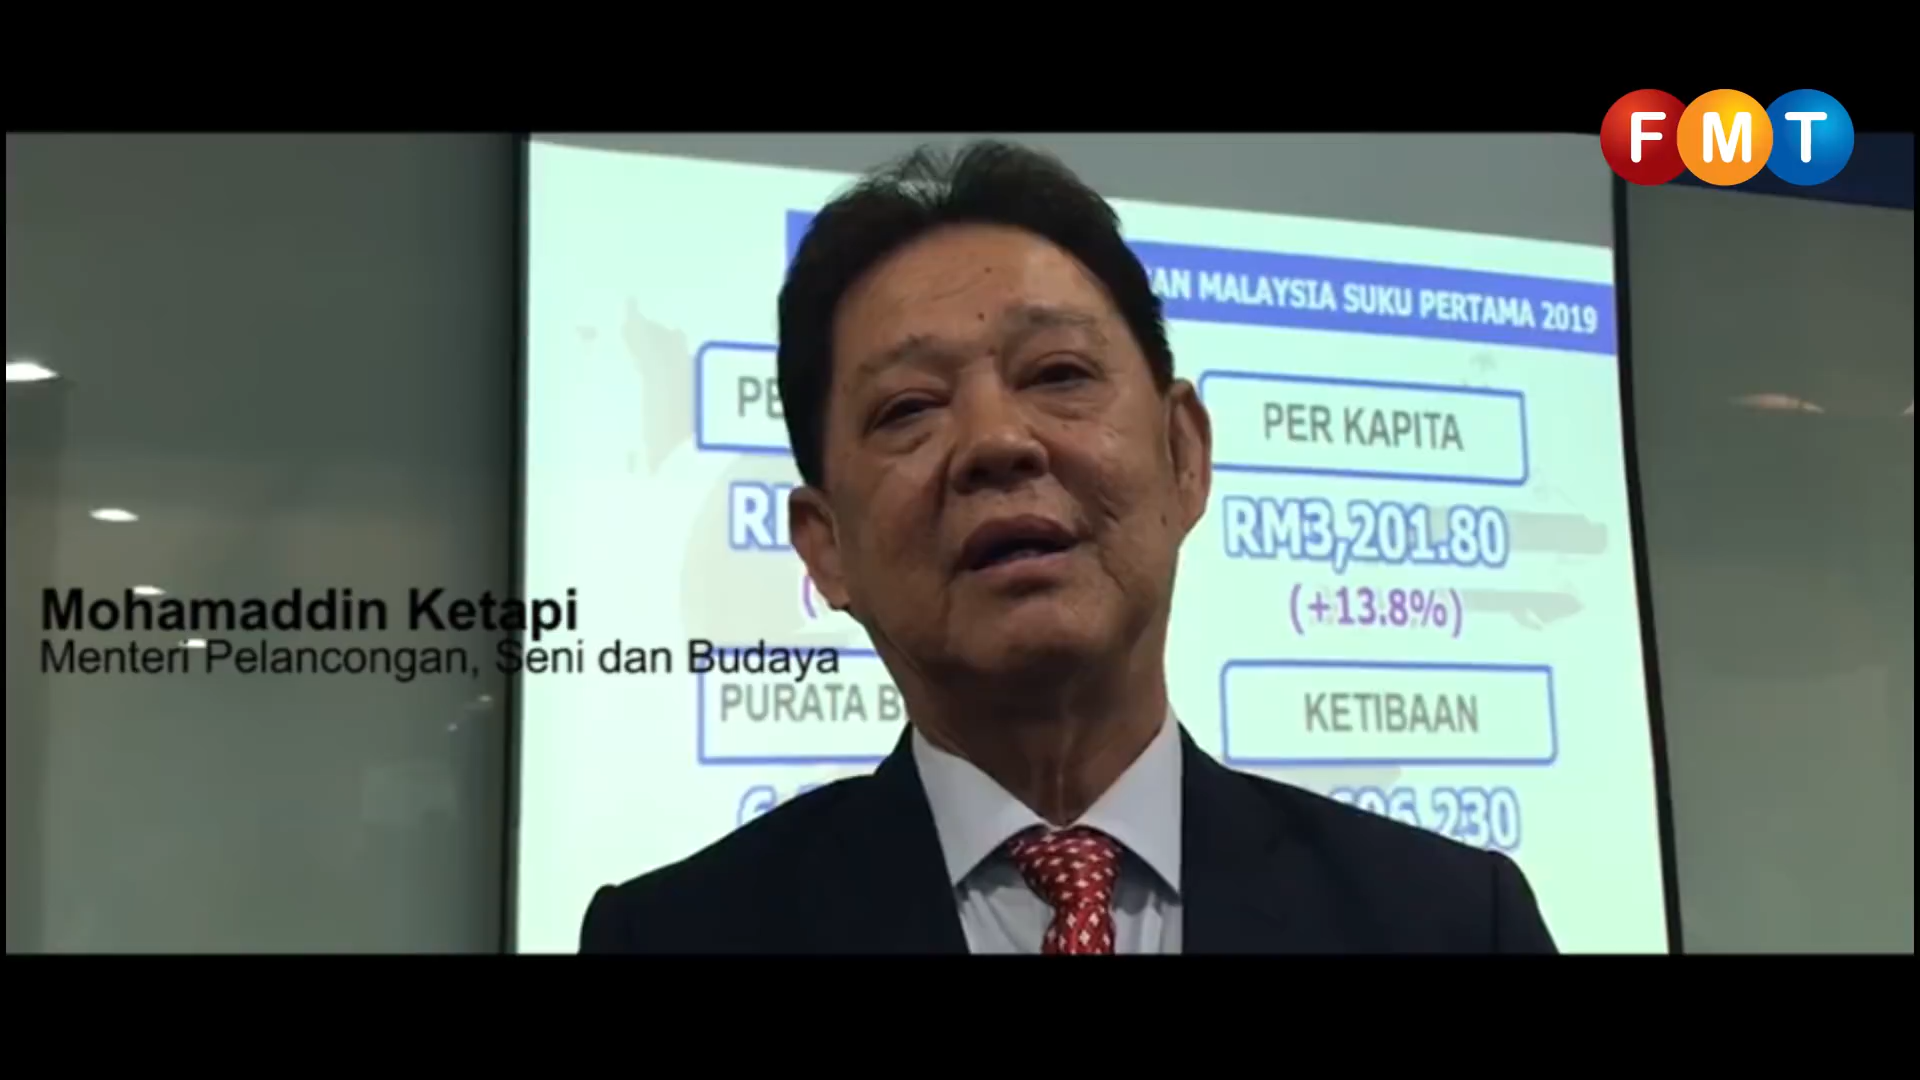 FMT
AN MALAYSIA SUKU PERTAMA 2019
PER KAPITA
RM3,201.80
(+13.8%)
Mohamaddin Ketapi
Menteri Pelancongan, Seni dan Budaya
PURATA
KETIBAAN